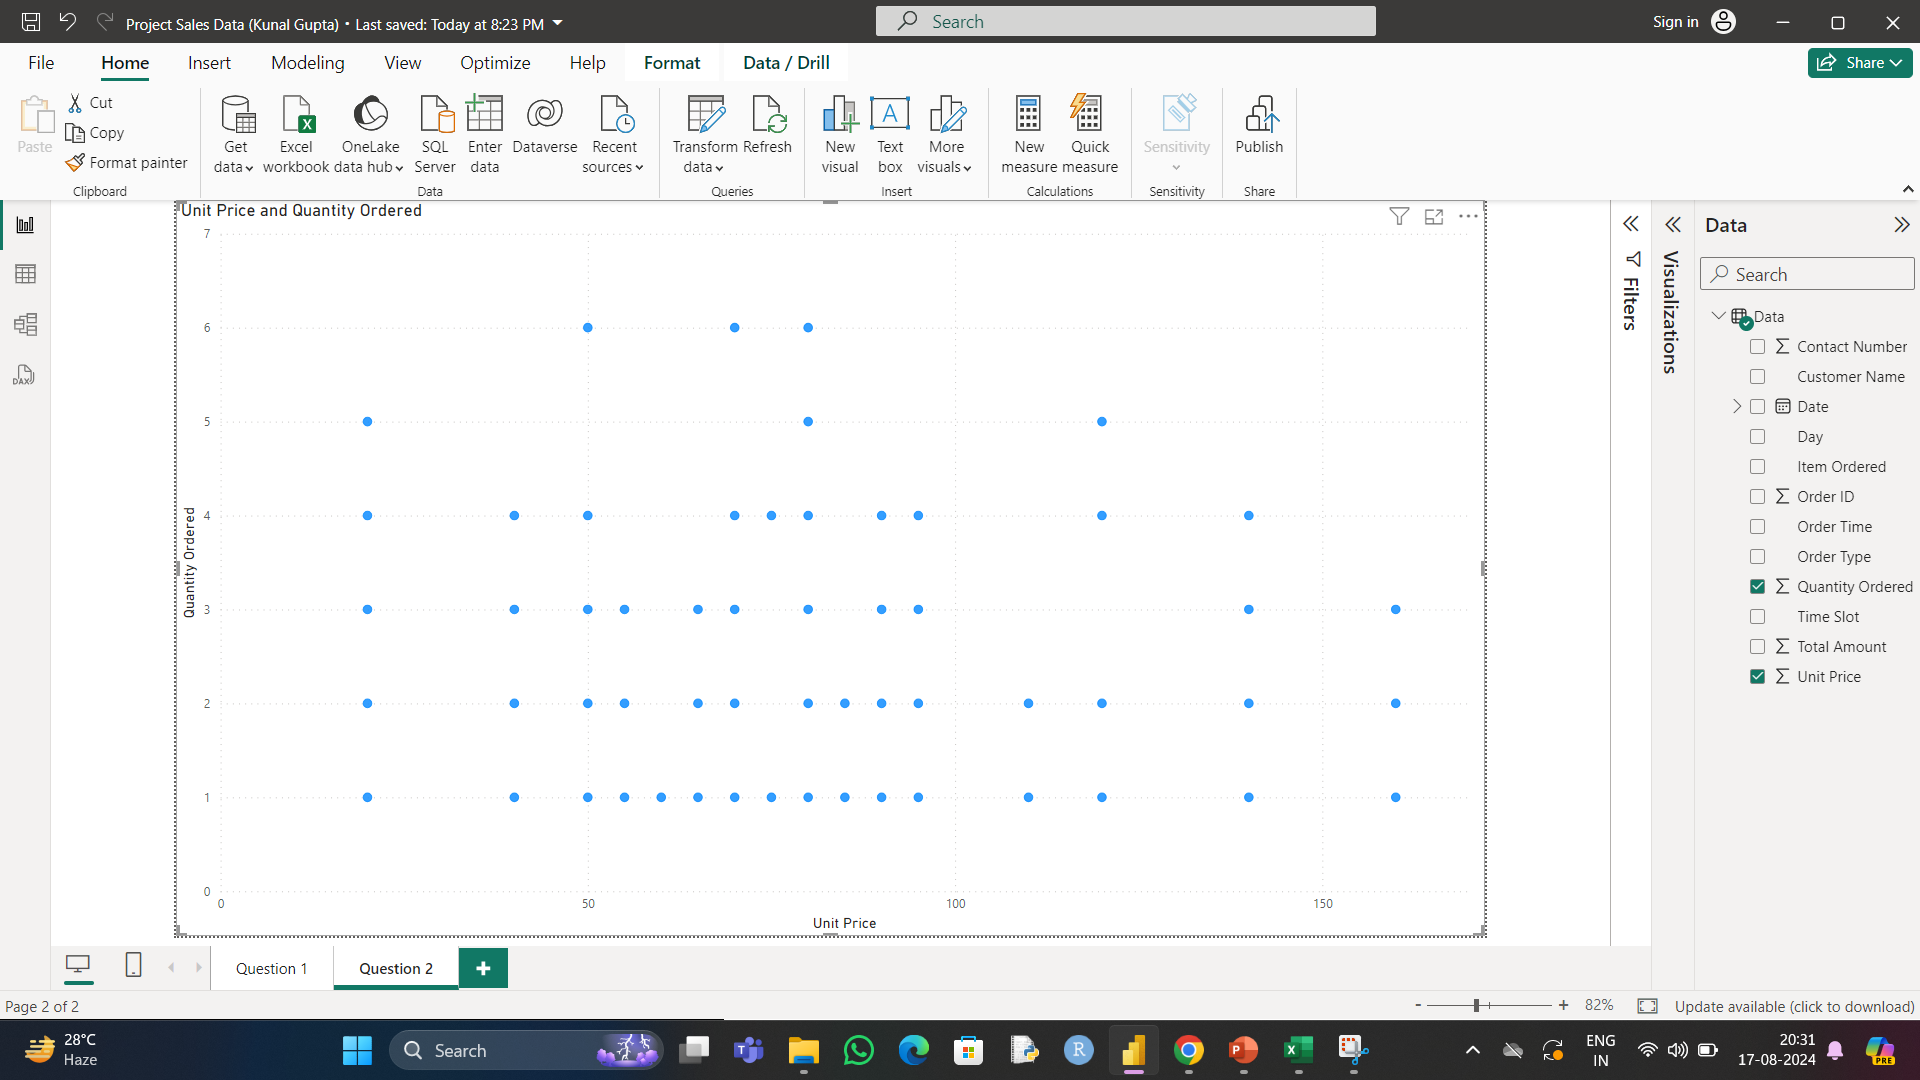 Project Sales Data (Kunal Gupta) • Last saved: Today at 8:23 PM
Search
Sign in
File Home Insert Modeling View Optimize Help Format Data / Drill
Share
Paste
Cut
Copy
Format painter
Clipboard
Get data
Excel workbook
OneLake data hub
SQL Server
Enter data
Dataverse
Recent sources
Data
Transform data
Refresh
Queries
New visual
Text box
More visuals
Insert
New measure
Quick measure
Calculations
Sensitivity
Sensitivity
Publish
Share
Unit Price and Quantity Ordered
7
6
5
4
3
2
1
0
Quantity Ordered
0 50 100 150
Unit Price
Filters
Visualizations
Data
Search
Data
Contact Number
Customer Name
Date
Day
Item Ordered
Order ID
Order Time
Order Type
Quantity Ordered
Time Slot
Total Amount
Unit Price
DAX
Question 1
Question 2
Page 2 of 2
- + 82%
Update available (click to download)
28°C
Haze
Search
ENG
IN
20:31
17-08-2024
PRE